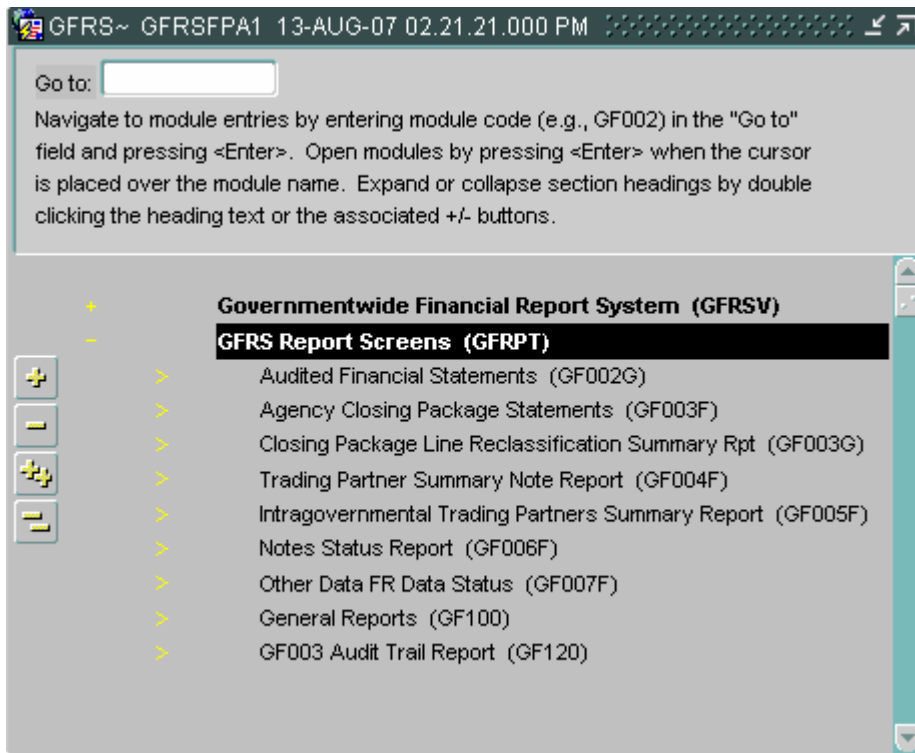 GFRS~ GFRSFPA1 13-AUG-07 02.21.21.000 PM
Go to:
Navigate to module entries by entering module code (e.g., GF002) in the "Go to"
field and pressing <Enter>. Open modules by pressing <Enter> when the cursor
is placed over the module name. Expand or collapse section headings by double
clicking the heading text or the associated +/- buttons.
+ Governmentwide Financial Report System (GFRSV)
− GFRS Report Screens (GFRPT)
> Audited Financial Statements (GF002G)
> Agency Closing Package Statements (GF003F)
> Closing Package Line Reclassification Summary Rpt (GF003G)
> Trading Partner Summary Note Report (GF004F)
> Intragovernmental Trading Partners Summary Report (GF005F)
> Notes Status Report (GF006F)
> Other Data FR Data Status (GF007F)
> General Reports (GF100)
> GF003 Audit Trail Report (GF120)